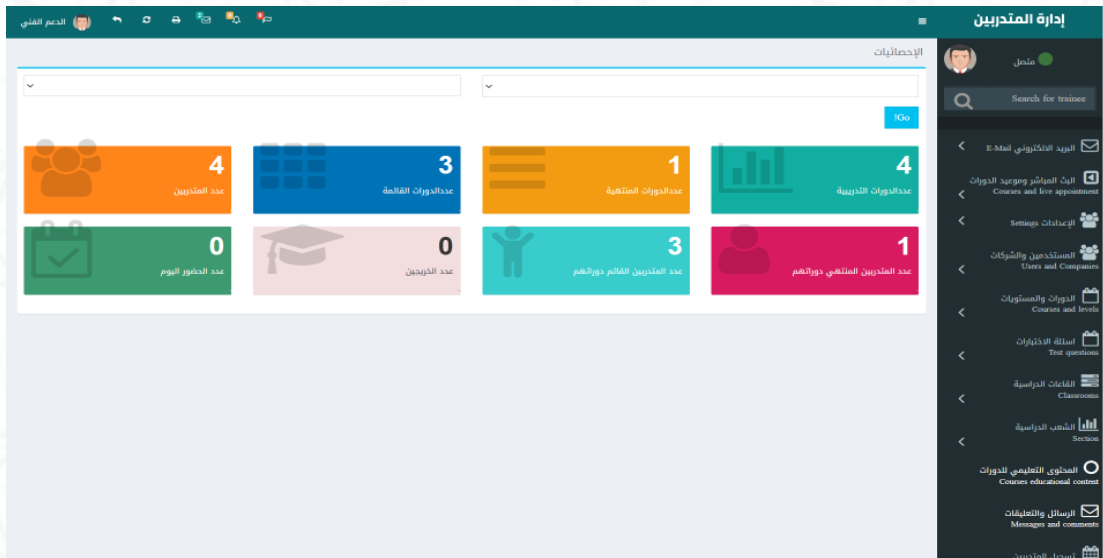 إدارة المتدربين
الدعم الفني
متصل
Search for trainee
البريد الالكتروني E-Mail
البث المباشر وموعيد الدورات
Courses and live appointment
الإعدادات Settings
المستخدمين والشركات
Users and Companies
الدورات والمستويات
Courses and levels
اسئلة الاختبارات
Test questions
القاعات الدراسية
Classrooms
الشعب الدراسية
Section
المحتوى التعليمي للدورات
Courses educational content
الرسائل والتعليقات
Messages and comments
تسجيل المتدربين
الإحصائيات
!Go
4
عددالدورات التدريبية
1
عددالدورات المنتهية
3
عددالدورات القائمة
4
عدد المتدربين
1
عدد المتدربين المنتهي دوراتهم
3
عدد المتدربين القائم دوراتهم
0
عدد الخريجين
0
عدد الحضور اليوم